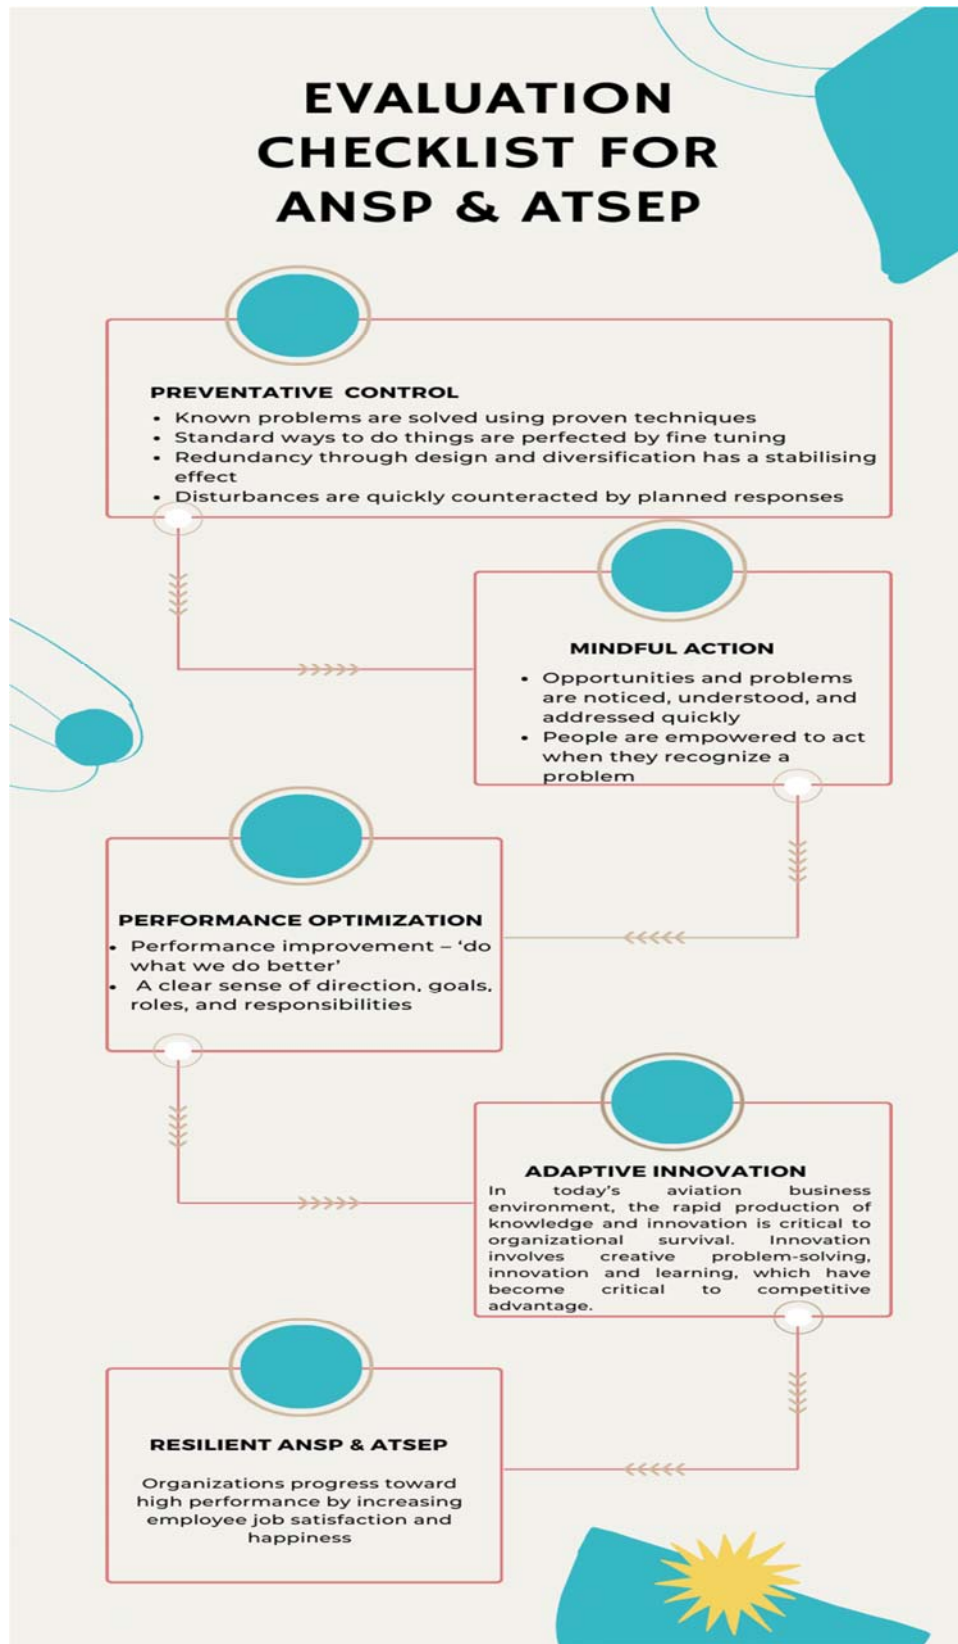 EVALUATION
CHECKLIST FOR
ANSP & ATSEP
PREVENTATIVE CONTROL
• Known problems are solved using proven techniques
• Standard ways to do things are perfected by fine tuning
• Redundancy through design and diversification has a stabilising
effect
• Disturbances are quickly counteracted by planned responses
MINDFUL ACTION
• Opportunities and problems
are noticed, understood, and
addressed quickly
• People are empowered to act
when they recognize a
problem
PERFORMANCE OPTIMIZATION
• Performance improvement – ‘do
what we do better’
• A clear sense of direction, goals,
roles, and responsibilities
ADAPTIVE INNOVATION
In today’s aviation business
environment, the rapid production of
knowledge and innovation is critical to
organizational survival. Innovation
involves creative problem-solving,
innovation and learning, which have
become critical to competitive
advantage.
RESILIENT ANSP & ATSEP
Organizations progress toward
high performance by increasing
employee job satisfaction and
happiness